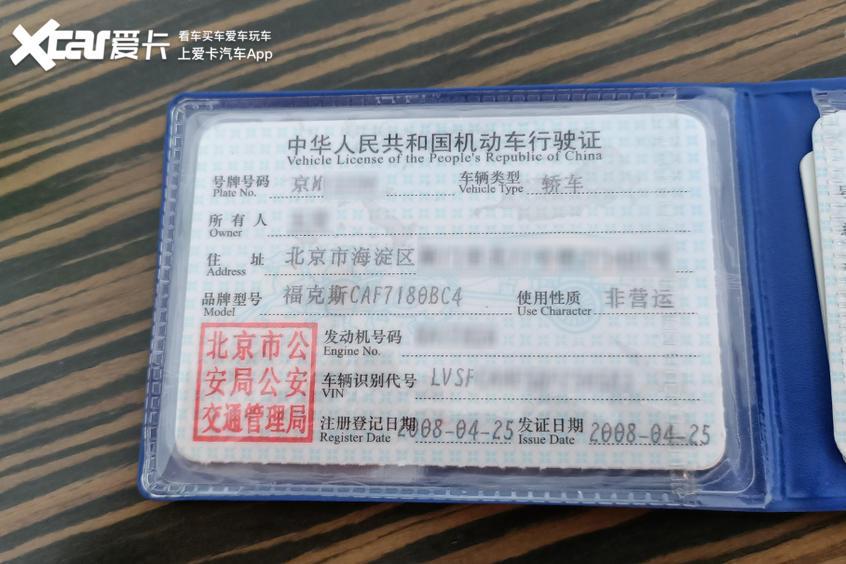 Xcar爱卡 看车买车爱车玩车
上爱卡汽车App
中华人民共和国机动车行驶证
Vehicle License of the People's Republic of China
号牌号码 京M 车辆类型 轿车
Plate No. Vehicle Type
所有人
Owner
住址 北京市海淀区
Address
品牌型号 福克斯CAF7180BC4 使用性质 非营运
Model Use Character
北京市公
安局公安
交通管理局
发动机号码
Engine No.
车辆识别代号 LVSF
VIN
注册登记日期 2008-04-25 发证日期 2008-04-25
Register Date Issue Date